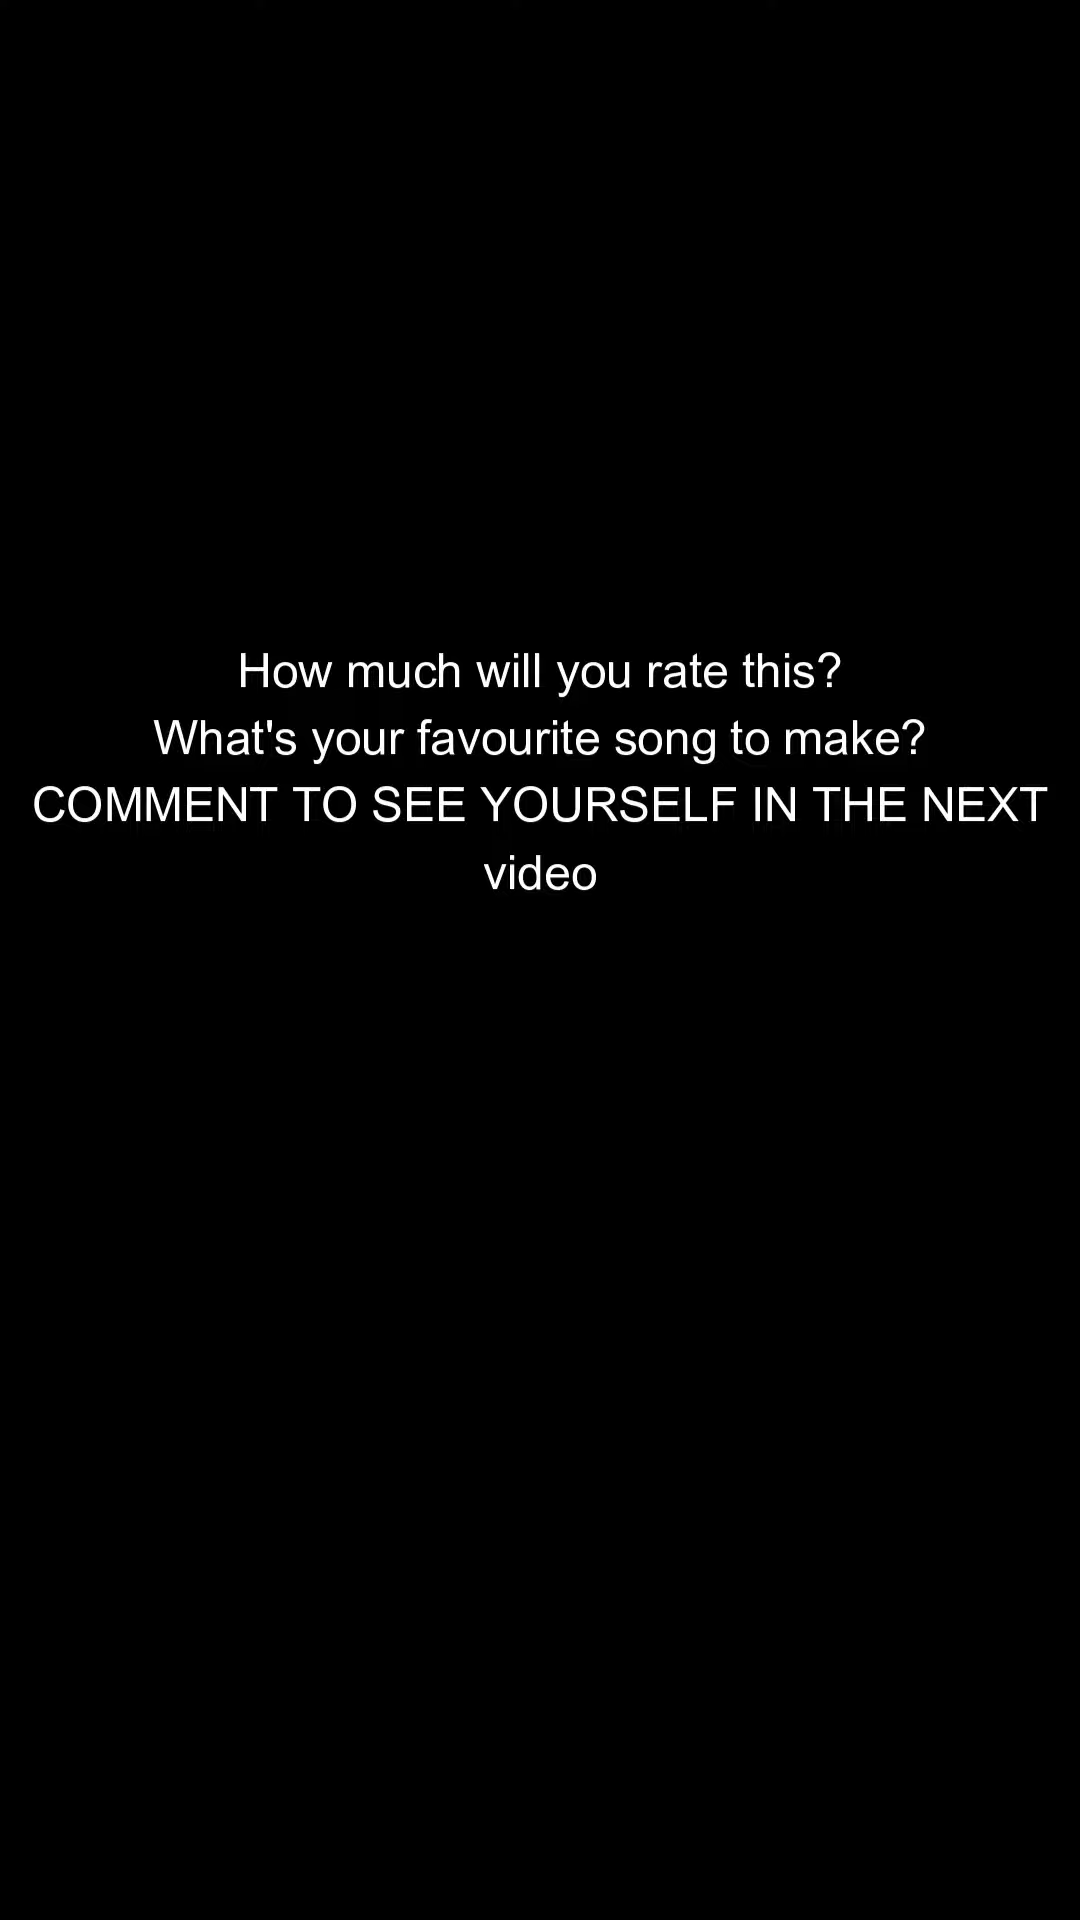 How much will you rate this?
What's your favourite song to make?
COMMENT TO SEE YOURSELF IN THE NEXT
video